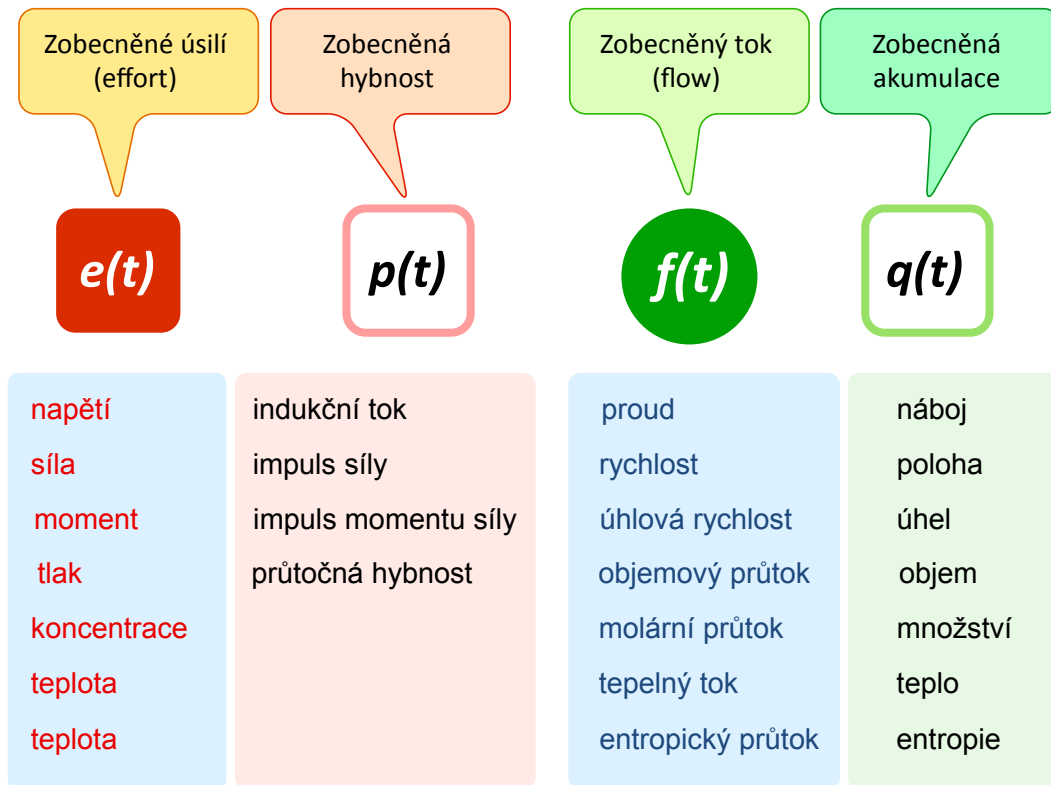 Zobecněné úsilí
(effort)
Zobecněná
hybnost
Zobecněný tok
(flow)
Zobecněná
akumulace
e(t)
p(t)
f(t)
q(t)
napětí
indukční tok
proud
náboj
síla
impuls síly
rychlost
poloha
moment
impuls momentu síly
úhlová rychlost
úhel
tlak
průtočná hybnost
objemový průtok
objem
koncentrace
molární průtok
množství
teplota
tepelný tok
teplo
teplota
entropický průtok
entropie